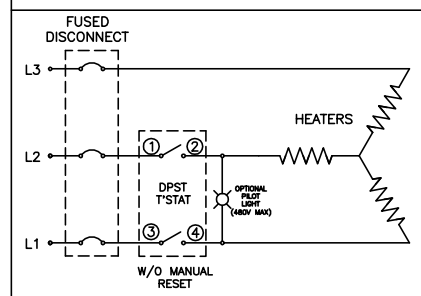 FUSED
DISCONNECT
L3
HEATERS
L2
1 2
DPST
T'STAT
OPTIONAL
PILOT
LIGHT
(480V MAX)
3 4
L1
W/O MANUAL
RESET